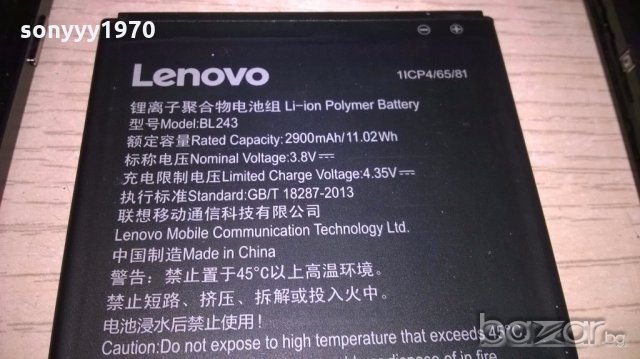 sonyyy1970
Lenovo
1ICP4/65/81
锂离子聚合物电池组 Li-ion Polymer Battery
型号Model:BL243
额定容量Rated Capacity:2900mAh/11.02Wh
标称电压Nominal Voltage:3.8V⎓
充电限制电压Limited Charge Voltage:4.35V⎓
执行标准Standard:GB/T 18287-2013
联想移动通信科技有限公司
Lenovo Mobile Communication Technology Ltd.
中国制造Made in China
警告：禁止置于45°C以上高温环境。
禁止短路、挤压、拆解或投入火中。
电池浸水后禁止使用！
Caution:Do not expose to high temperature that exceeds 45°C
dispose of in fire
bazar.bg